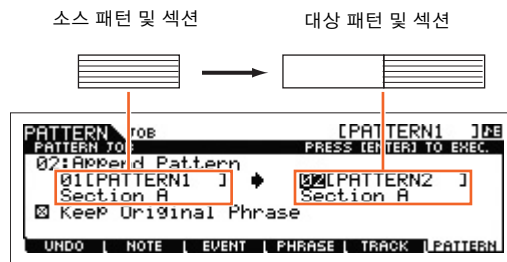 소스 패턴 및 섹션
대상 패턴 및 섹션
PATTERN JOB [PATTERN1 ]
PATTERN JOB PRESS [ENTER] TO EXEC.
02:Append Pattern
01[PATTERN1 ] 02[PATTERN2 ]
Section A Section A
Keep Original Phrase
UNDO NOTE EVENT PHRASE TRACK PATTERN